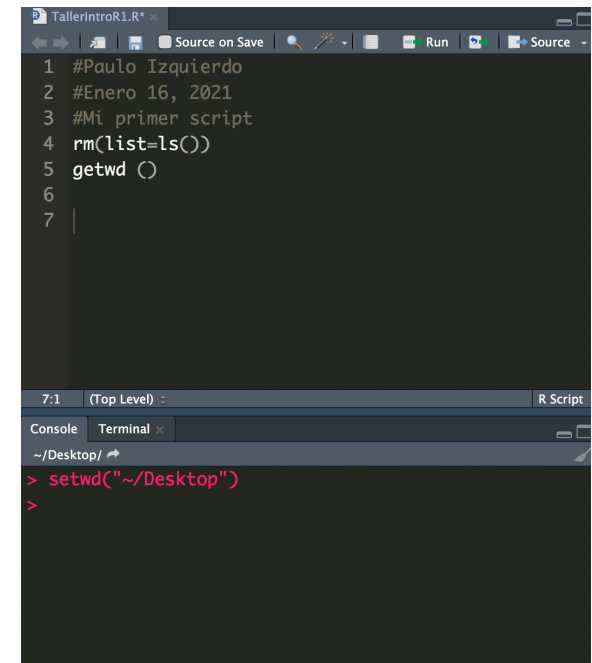 TallerIntroR1.R*
Source on Save Run Source
1 #Paulo Izquierdo
2 #Enero 16, 2021
3 #Mi primer script
4 rm(list=ls())
5 getwd ()
6
7
7:1 (Top Level) R Script
Console Terminal
~/Desktop/
> setwd("~/Desktop")
>